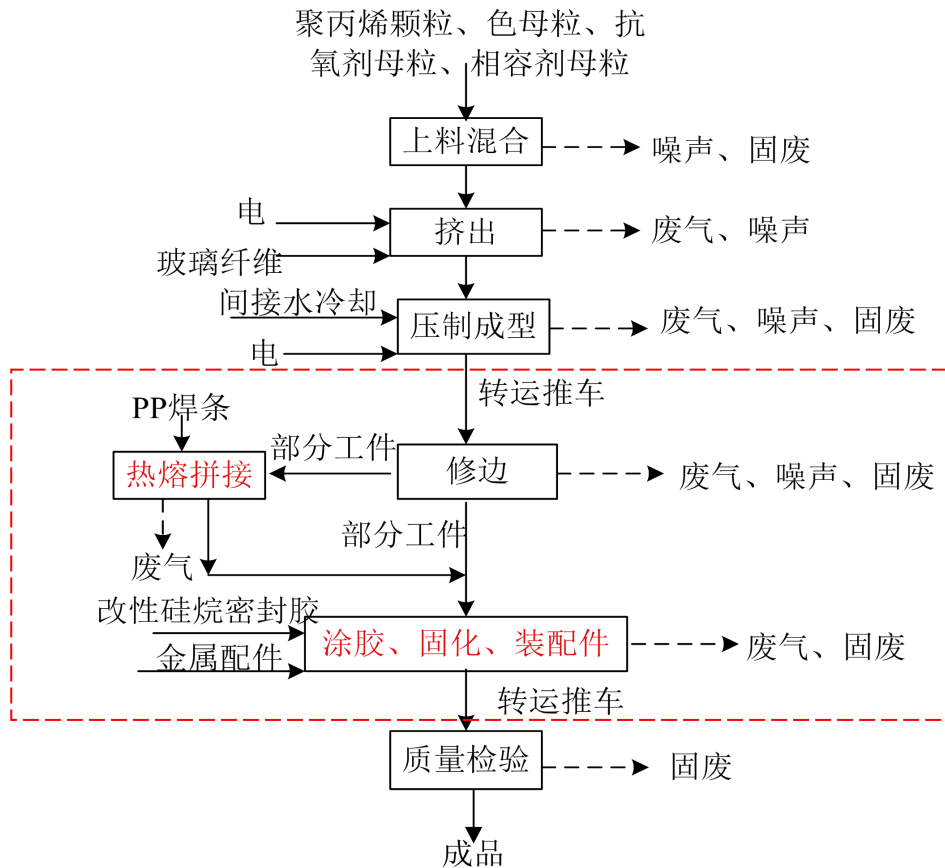 聚丙烯颗粒、色母粒、抗
氧剂母粒、相容剂母粒
上料混合
噪声、固废
电
挤出
废气、噪声
玻璃纤维
间接水冷却
压制成型
废气、噪声、固废
电
转运推车
PP焊条
部分工件
热熔拼接
修边
废气、噪声、固废
部分工件
废气
改性硅烷密封胶
涂胶、固化、装配件
废气、固废
金属配件
转运推车
质量检验
固废
成品